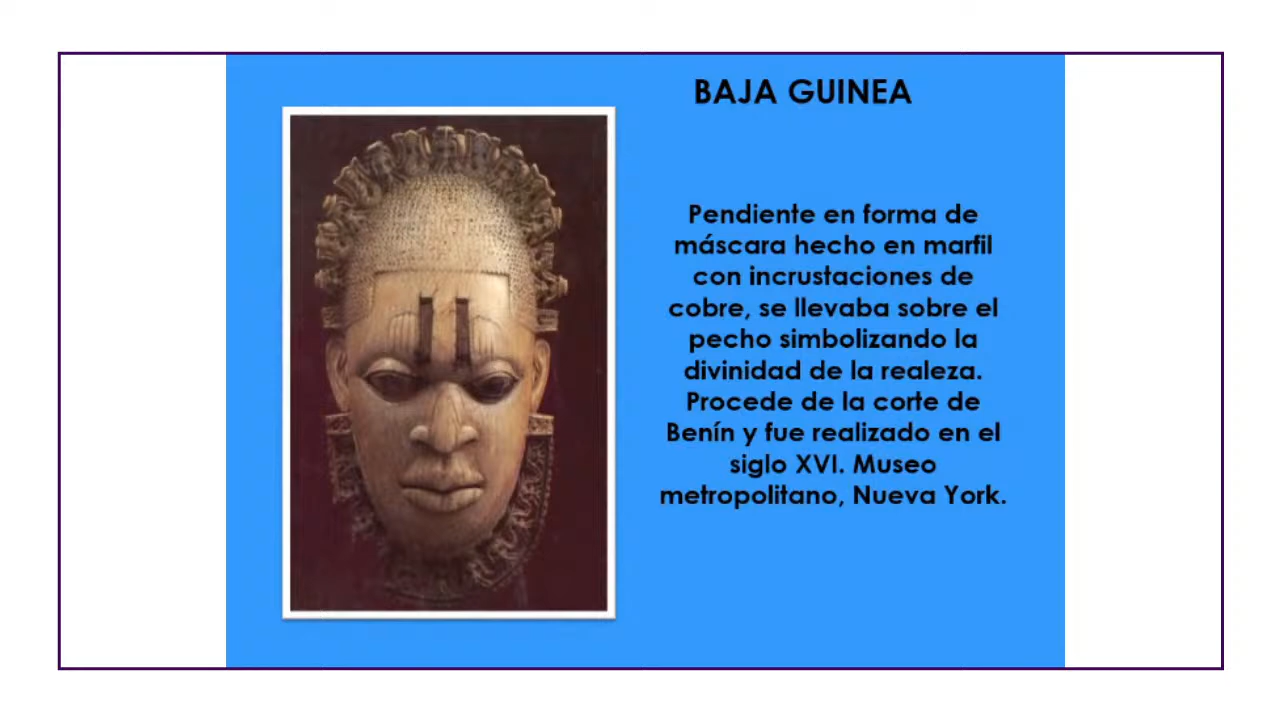 BAJA GUINEA
Pendiente en forma de
máscara hecho en marfil
con incrustaciones de
cobre, se llevaba sobre el
pecho simbolizando la
divinidad de la realeza.
Procede de la corte de
Benín y fue realizado en el
siglo XVI. Museo
metropolitano, Nueva York.